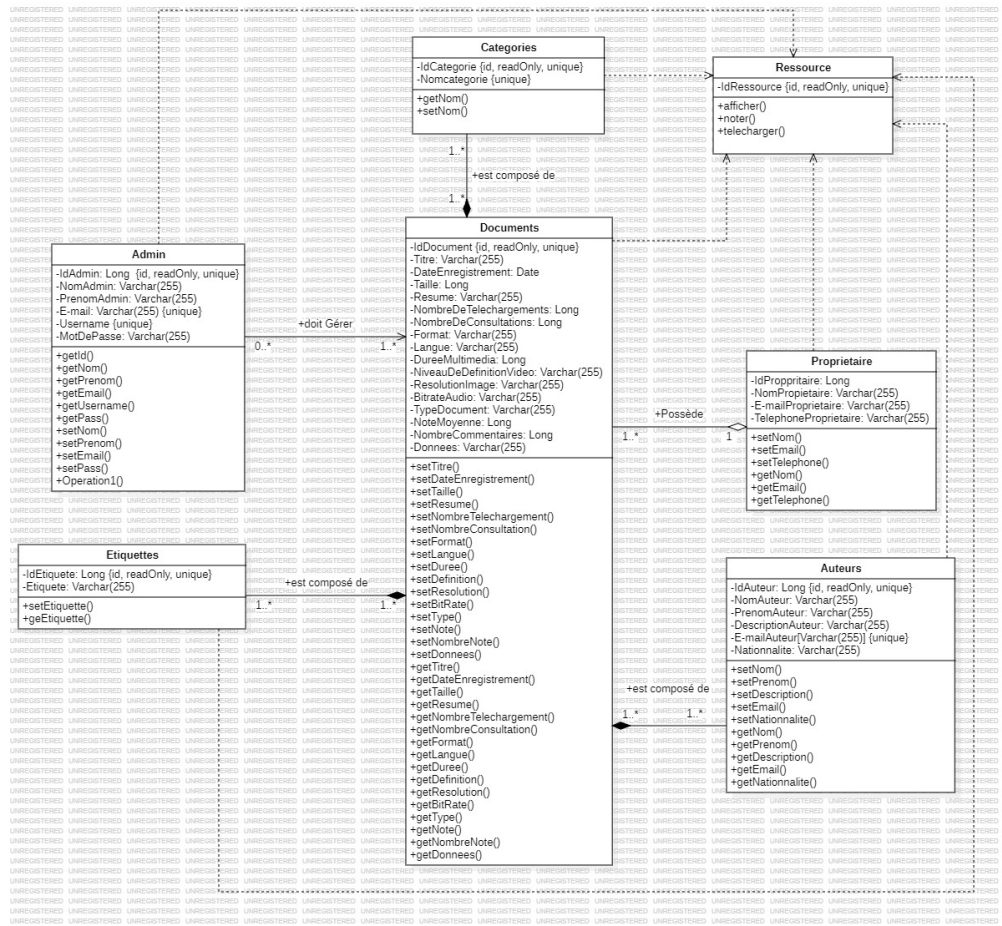 Categories
-IdCategorie {id, readOnly, unique}
-Nomcategorie {unique}
+getNom()
+setNom()
1..*
+est composé de
1..*
Ressource
-IdRessource {id, readOnly, unique}
+afficher()
+noter()
+telecharger()
Admin
-IdAdmin: Long {id, readOnly, unique}
-NomAdmin: Varchar(255)
-PrenomAdmin: Varchar(255)
-E-mail: Varchar(255) {unique}
-Username {unique}
-MotDePasse: Varchar(255)
+getId()
+getNom()
+getPrenom()
+getEmail()
+getUsername()
+getPass()
+setNom()
+setPrenom()
+setEmail()
+setPass()
+Operation1()
+doit Gérer
0..*
1..*
Documents
-IdDocument {id, readOnly, unique}
-Titre: Varchar(255)
-DateEnregistrement: Date
-Taille: Long
-Resume: Varchar(255)
-NombreDeTelechargements: Long
-NombreDeConsultations: Long
-Format: Varchar(255)
-Langue: Varchar(255)
-DureeMultimedia: Long
-NiveauDeDefinitionVideo: Varchar(255)
-ResolutionImage: Varchar(255)
-BitrateAudio: Varchar(255)
-TypeDocument: Varchar(255)
-NoteMoyenne: Long
-NombreCommentaires: Long
-Donnees: Varchar(255)
+setTitre()
+setDateEnregistrement()
+setTaille()
+setResume()
+setNombreTelechargement()
+setNombreConsultation()
+setFormat()
+setLangue()
+setDuree()
+setDefinition()
+setResolution()
+setBitRate()
+setType()
+setNote()
+setNombreNote()
+setDonnees()
+getTitre()
+getDateEnregistrement()
+getTaille()
+getResume()
+getNombreTelechargement()
+getNombreConsultation()
+getFormat()
+getLangue()
+getDuree()
+getDefinition()
+getResolution()
+getBitRate()
+getType()
+getNote()
+getNombreNote()
+getDonnees()
+Possède
1..*
1
Proprietaire
-IdProppritaire: Long
-NomPropietaire: Varchar(255)
-E-mailProprietaire: Varchar(255)
-TelephoneProprietaire: Varchar(255)
+setNom()
+setEmail()
+setTelephone()
+getNom()
+getEmail()
+getTelephone()
Etiquettes
-IdEtiquete: Long {id, readOnly, unique}
-Etiquete: Varchar(255)
+setEtiquette()
+geEtiquette()
+est composé de
1..*
1..*
Auteurs
-IdAuteur: Long {id, readOnly, unique}
-NomAuteur: Varchar(255)
-PrenomAuteur: Varchar(255)
-DescriptionAuteur: Varchar(255)
-E-mailAuteur[Varchar(255)] {unique}
-Nationnalite: Varchar(255)
+setNom()
+setPrenom()
+setDescription()
+setEmail()
+setNationnalite()
+getNom()
+getPrenom()
+getDescription()
+getEmail()
+getNationnalite()
+est composé de
1..*
1..*
UNREGISTERED